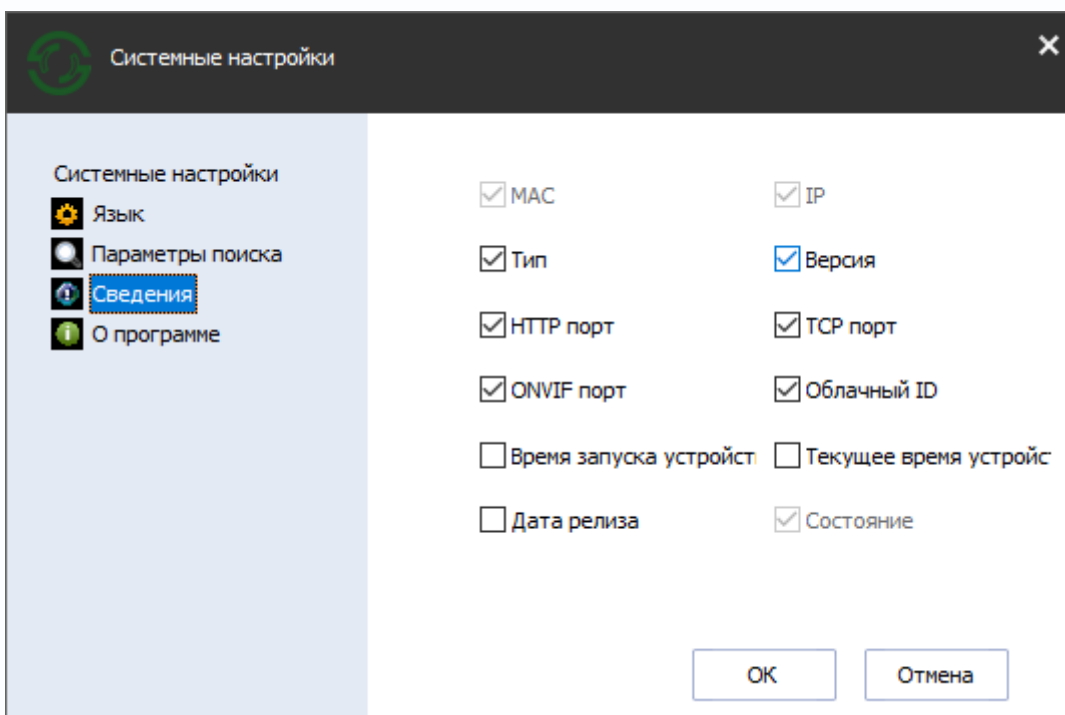 Системные настройки
Системные настройки
Язык
Параметры поиска
Сведения
О программе
MAC IP
Тип Версия
HTTP порт TCP порт
ONVIF порт Облачный ID
Время запуска устройст Текущее время устройс
Дата релиза Состояние
ОК Отмена